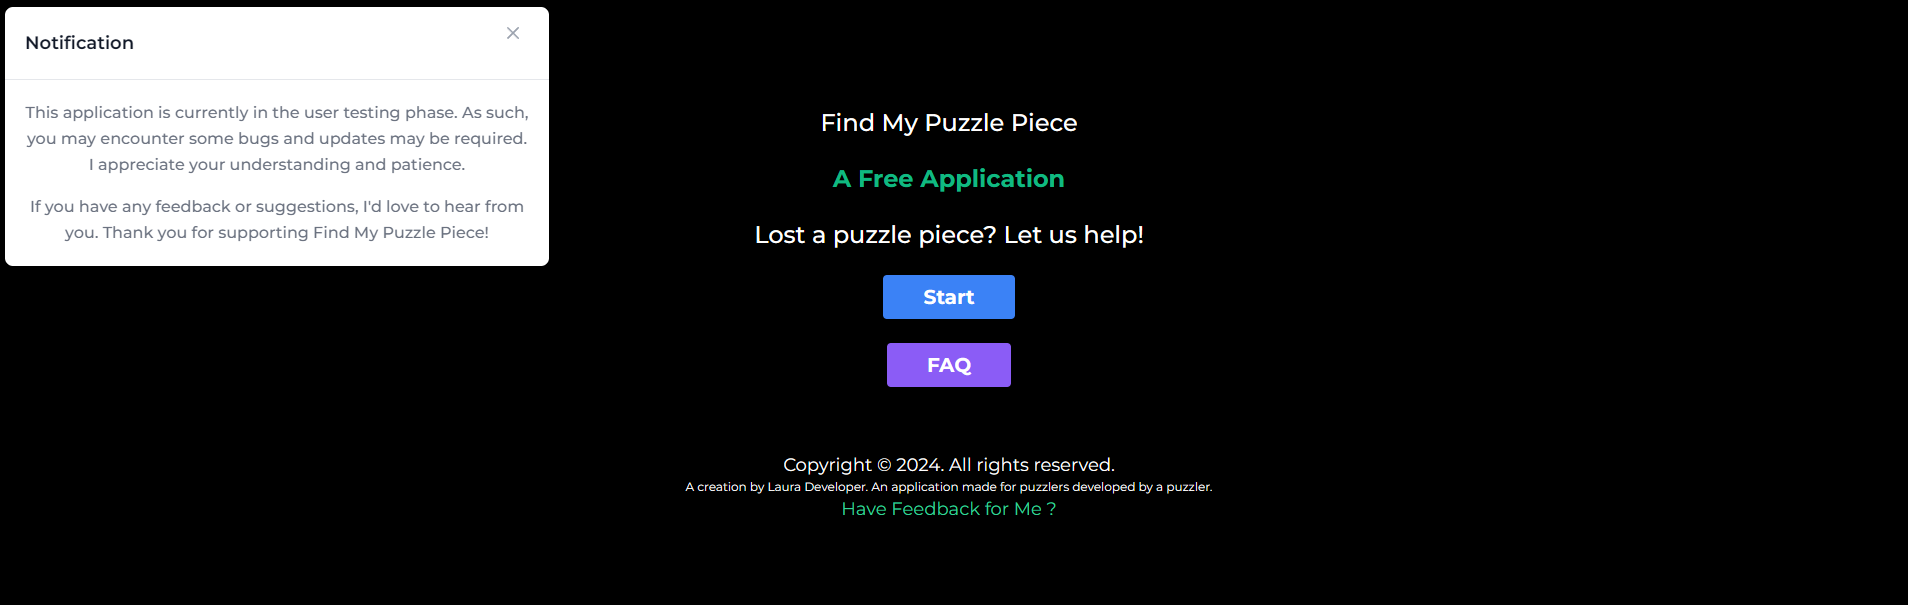 Notification
This application is currently in the user testing phase. As such,
you may encounter some bugs and updates may be required.
I appreciate your understanding and patience.
If you have any feedback or suggestions, I'd love to hear from
you. Thank you for supporting Find My Puzzle Piece!
Find My Puzzle Piece
A Free Application
Lost a puzzle piece? Let us help!
Start
FAQ
Copyright © 2024. All rights reserved.
A creation by Laura Developer. An application made for puzzlers developed by a puzzler.
Have Feedback for Me ?